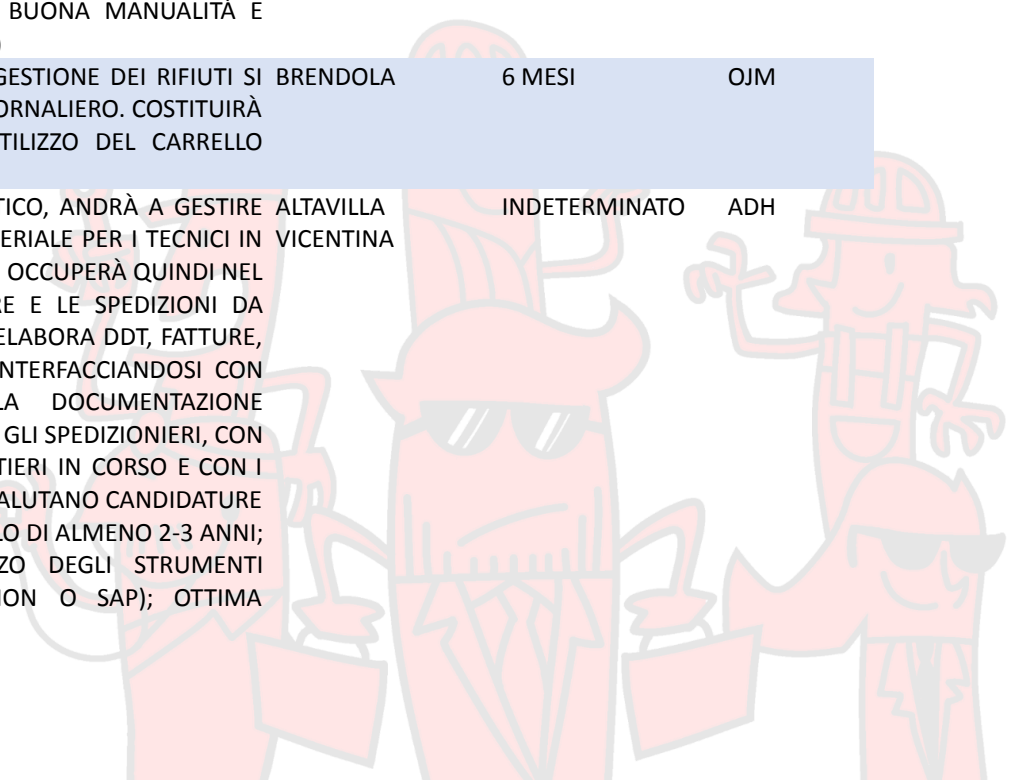 BUONA MANUALITÀ E
)
GESTIONE DEI RIFIUTI SI BRENDOLA 6 MESI OJM
ORNALIERO. COSTITUIRÀ
TILIZZO DEL CARRELLO
TICO, ANDRÀ A GESTIRE ALTAVILLA INDETERMINATO ADH
ERIALE PER I TECNICI IN VICENTINA
OCCUPERÀ QUINDI NEL
RE E LE SPEDIZIONI DA
ELABORA DDT, FATTURE,
NTERFACCIANDOSI CON
LA DOCUMENTAZIONE
GLI SPEDIZIONIERI, CON
TIERI IN CORSO E CON I
ALUTANO CANDIDATURE
LO DI ALMENO 2-3 ANNI;
ZO DEGLI STRUMENTI
ION O SAP); OTTIMA